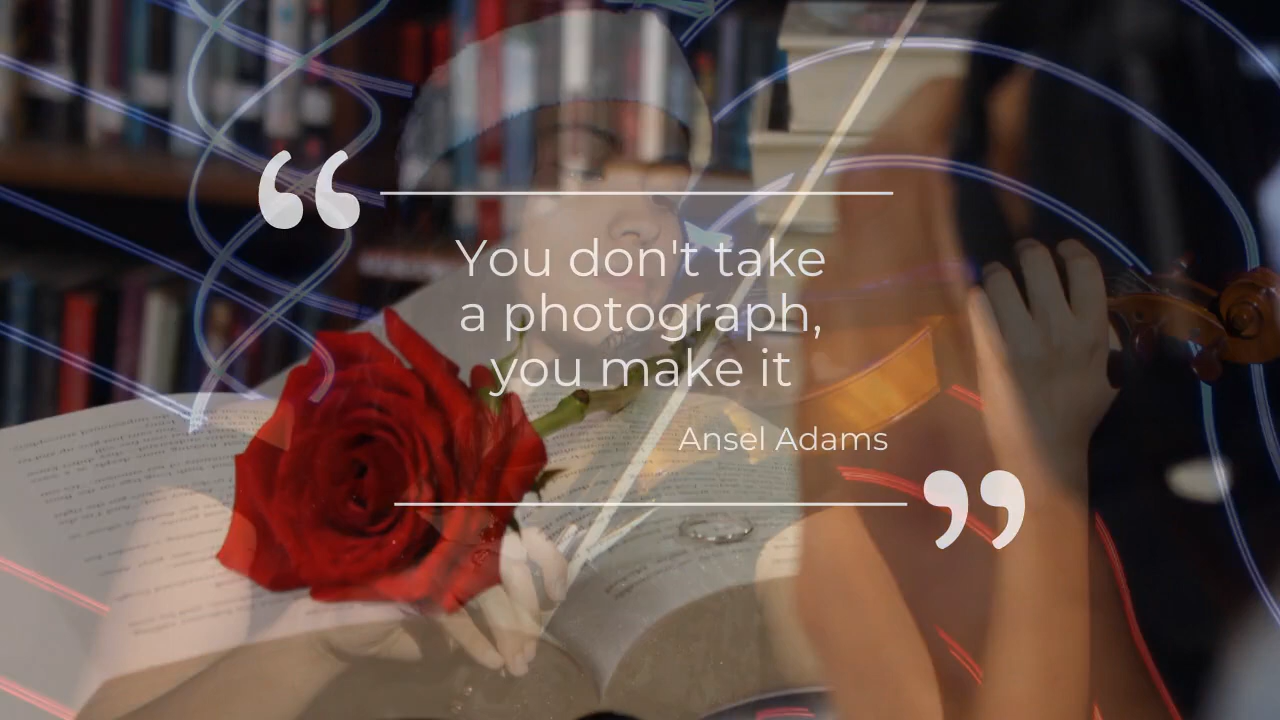 “
You don't take
a photograph,
you make it
Ansel Adams
”